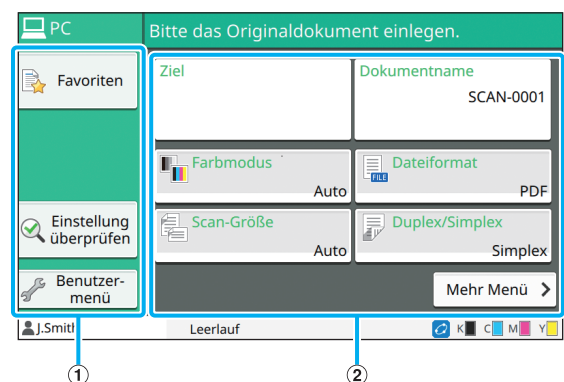 PC
Bitte das Originaldokument einlegen.
Favoriten
Einstellung
überprüfen
Benutzer-
menü
Ziel
Dokumentname
SCAN-0001
Farbmodus
Auto
Dateiformat
FILE
PDF
Scan-Größe
Auto
Duplex/Simplex
Simplex
Mehr Menü
J.Smith
Leerlauf
K C M Y
1
2